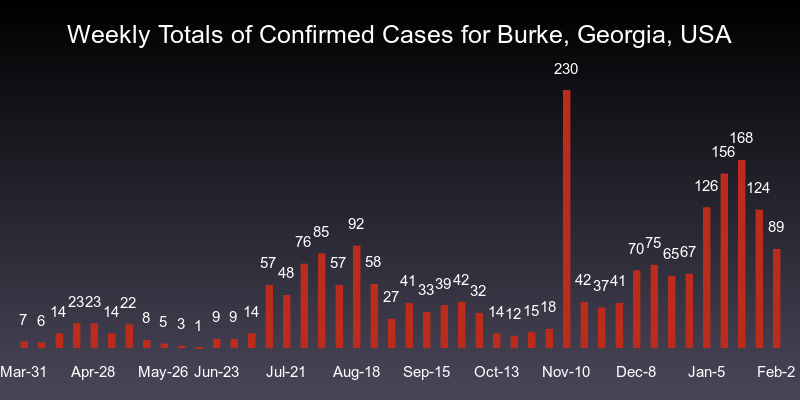 Weekly Totals of Confirmed Cases for Burke, Georgia, USA
7 6 14 23 23 14 22 8 5 3 1 9 9 14 57 48 76 85 57 92 58 27 41 33 39 42 32 14 12 15 18 230 42 37 41 70 75 65 67 126 156 168 124 89
Mar-31 Apr-28 May-26 Jun-23 Jul-21 Aug-18 Sep-15 Oct-13 Nov-10 Dec-8 Jan-5 Feb-2